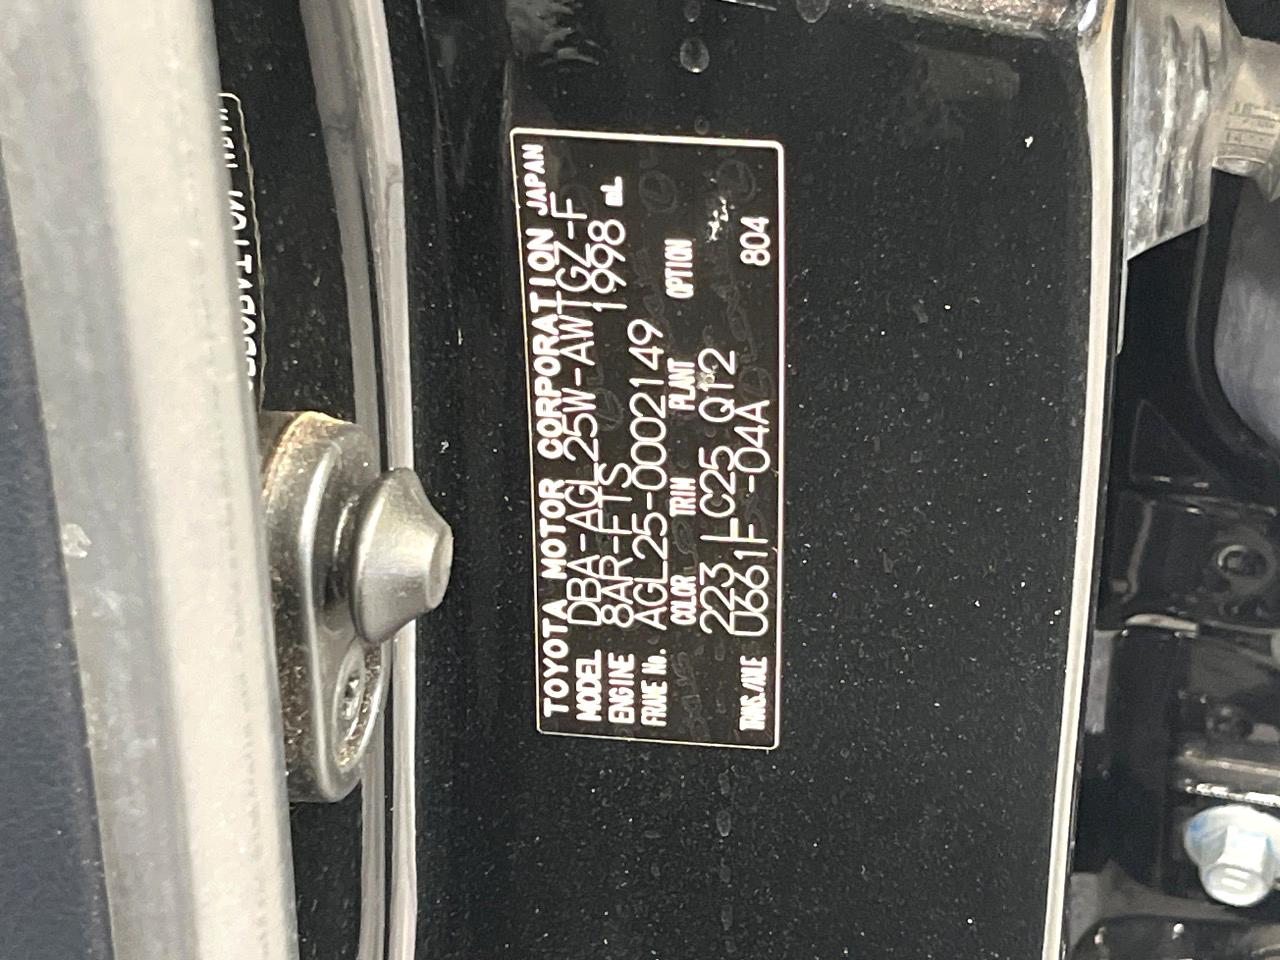 TOYOTA MOTOR CORPORATION JAPAN
MODEL DBA-AGL25W-AWTGZ-F
ENGINE 8AR-FTS 1998 mL
FRAME No. AGL25-0002149
COLOR TRIM PLANT OPTION
223 LC25 Q12
TRANS./AXLE U661F -04A 804